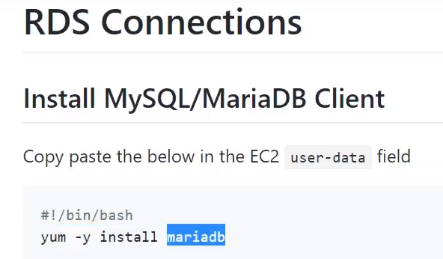 RDS Connections
Install MySQL/MariaDB Client
Copy paste the below in the EC2 user-data field
#!/bin/bash
yum -y install mariadb